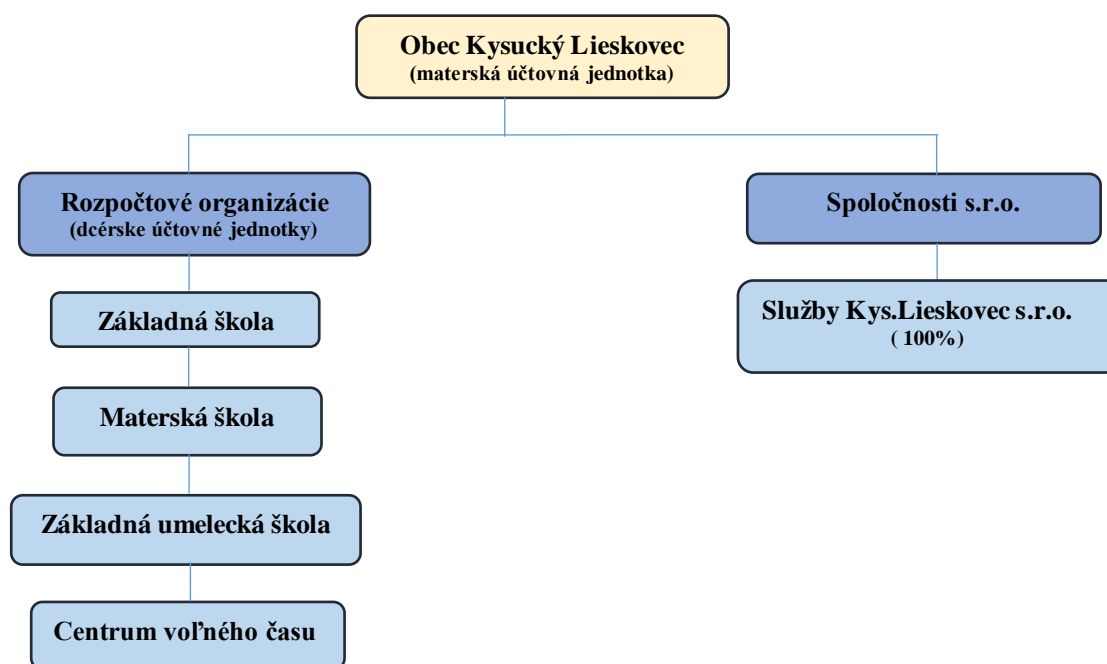 Obec Kysucký Lieskovec
(materská účtovná jednotka)
Rozpočtové organizácie
(dcérske účtovné jednotky)
Spoločnosti s.r.o.
Základná škola
Služby Kys.Lieskovec s.r.o.
( 100%)
Materská škola
Základná umelecká škola
Centrum voľného času